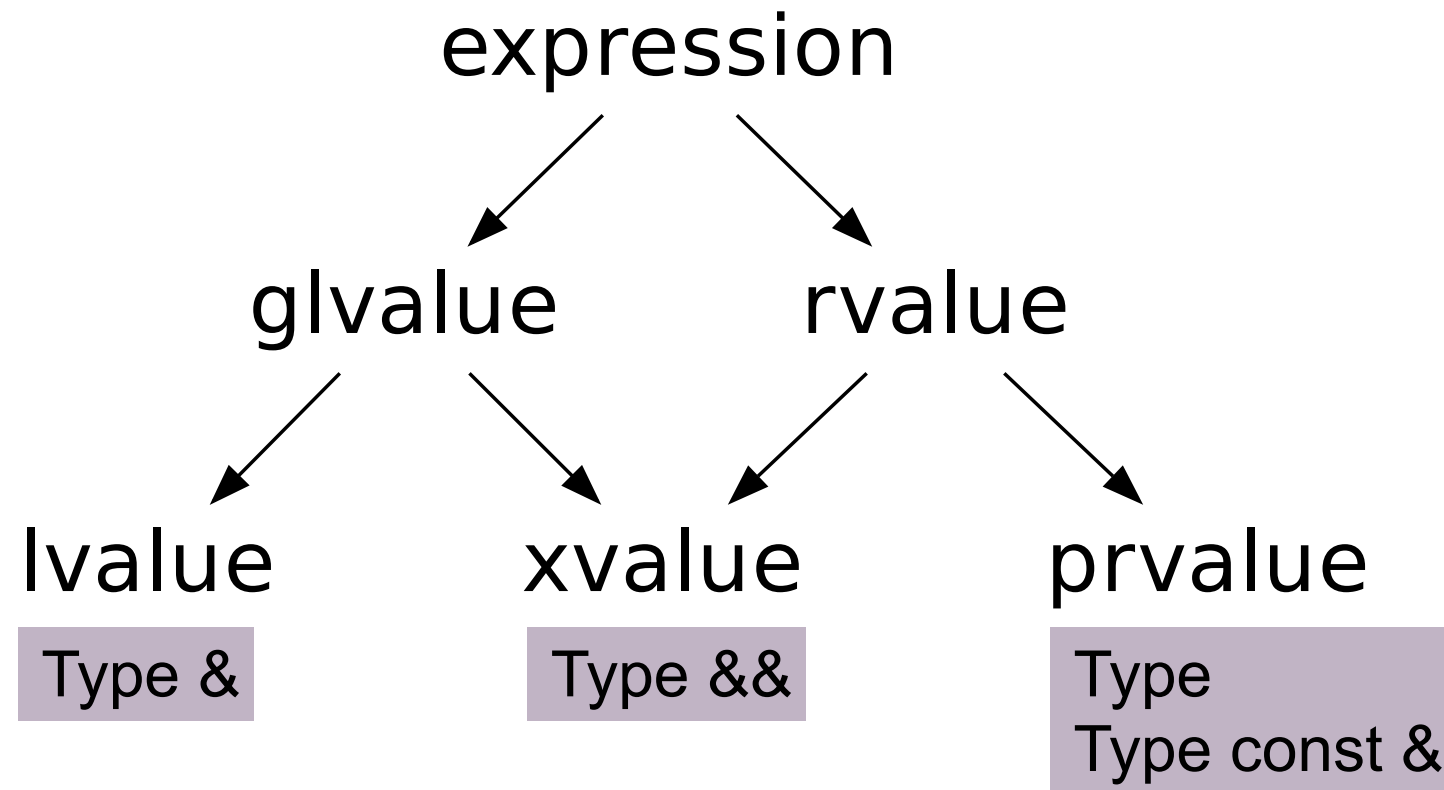 expression
glvalue
rvalue
lvalue
xvalue
prvalue
Type &
Type &&
Type
Type const &